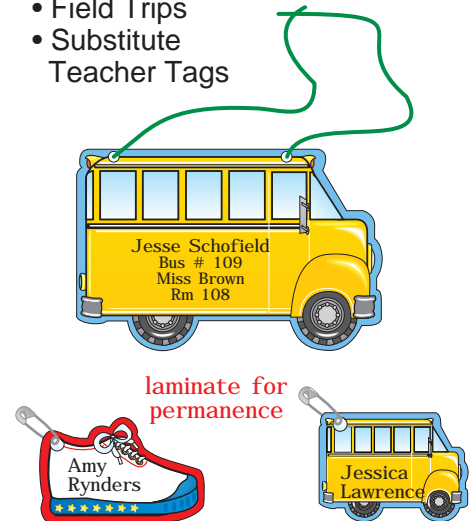 • Field Trips
• Substitute
Teacher Tags
Jesse Schofield
Bus # 109
Miss Brown
Rm 108
laminate for
permanence
Amy
Rynders
Jessica
Lawrence